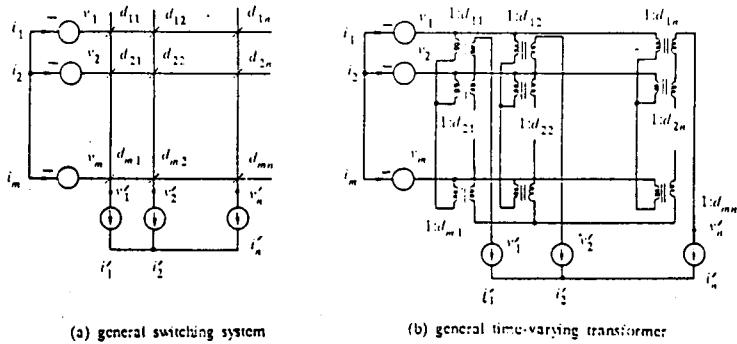 v₁ d₁₁ d₁₂ d₁ₙ
i₁
v₂ d₂₁ d₂₂ d₂ₙ
i₂
vₘ dₘ₁ dₘ₂ dₘₙ
iₘ
v′₁ v′₂ v′ₙ
i′₁ i′₂ i′ₙ
(a) general switching system
v₁ 1:d₁₁ 1:d₁₂ 1:d₁ₙ
i₁
v₂
i₂
1:d₂₁ 1:d₂₂ 1:d₂ₙ
vₘ
iₘ
1:dₘ₁ 1:dₘₙ
v′₁ v′₂ v′ₙ
i′₁ i′₂ i′ₙ
(b) general time-varying transformer